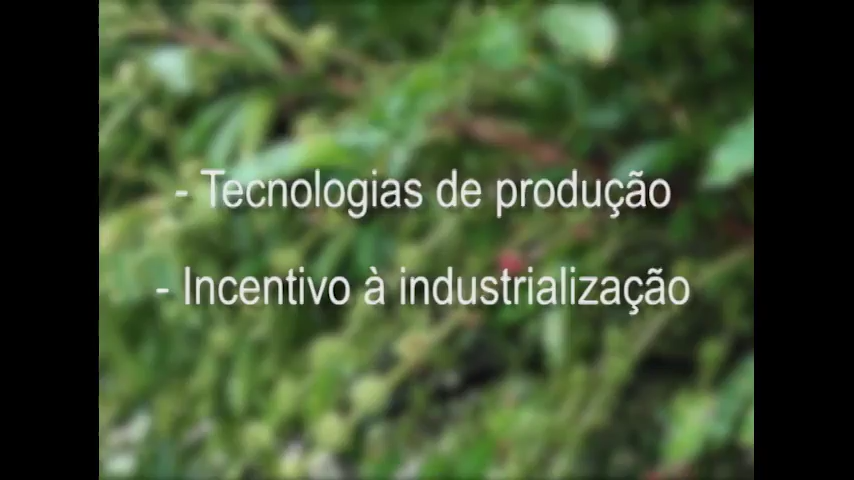 - Tecnologias de produção
- Incentivo à industrialização